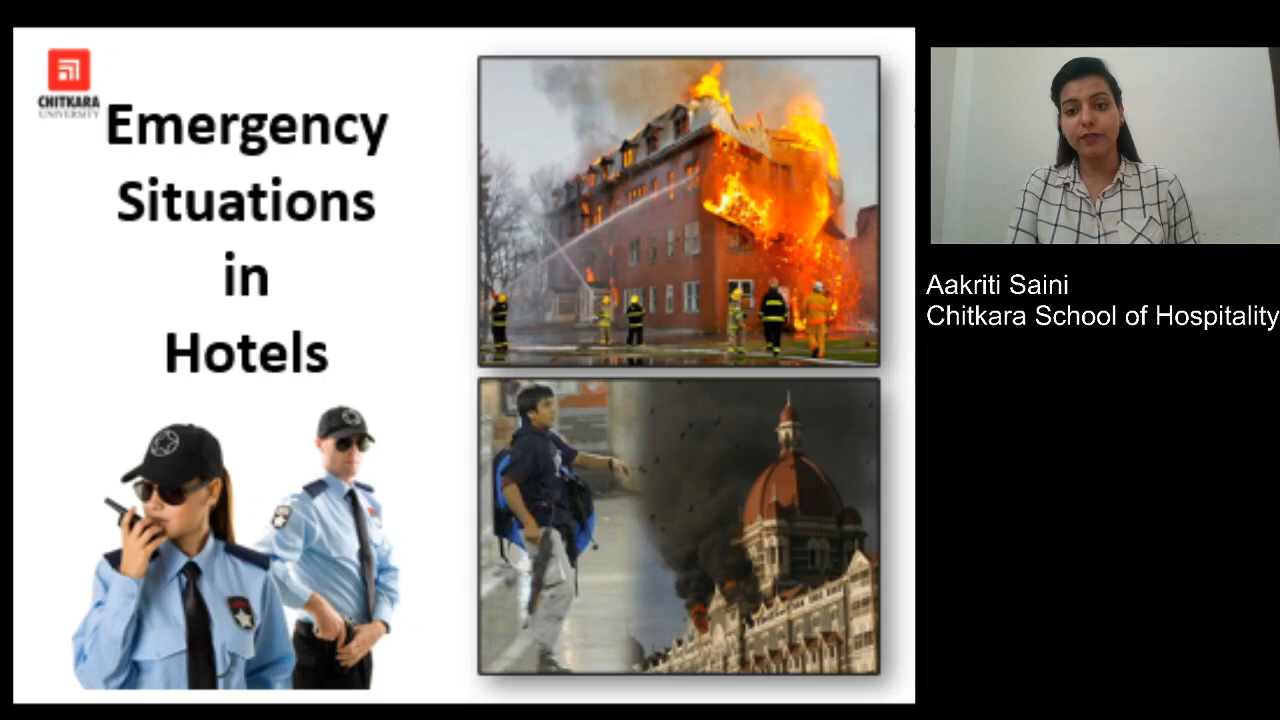 CHITKARA
UNIVERSITY
Emergency
Situations
in
Hotels
Aakriti Saini
Chitkara School of Hospitality